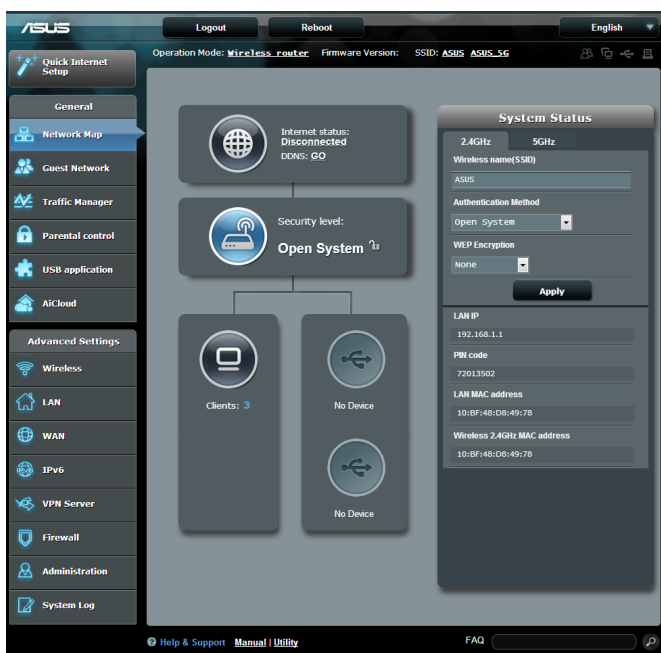 ASUS
Logout
Reboot
English
Operation Mode: Wireless router Firmware Version: SSID: ASUS ASUS_5G
Quick Internet
Setup
General
Network Map
Guest Network
Traffic Manager
Parental control
USB application
AiCloud
Advanced Settings
Wireless
LAN
WAN
IPv6
VPN Server
Firewall
Administration
System Log
Internet status:
Disconnected
DDNS: GO
Security level:
Open System
Clients: 3
No Device
No Device
System Status
2.4GHz
5GHz
Wireless name(SSID)
ASUS
Authentication Method
Open System
WEP Encryption
None
Apply
LAN IP
192.168.1.1
PIN code
72013502
LAN MAC address
10:BF:48:D8:49:78
Wireless 2.4GHz MAC address
10:BF:48:D8:49:78
Help & Support Manual | Utility
FAQ